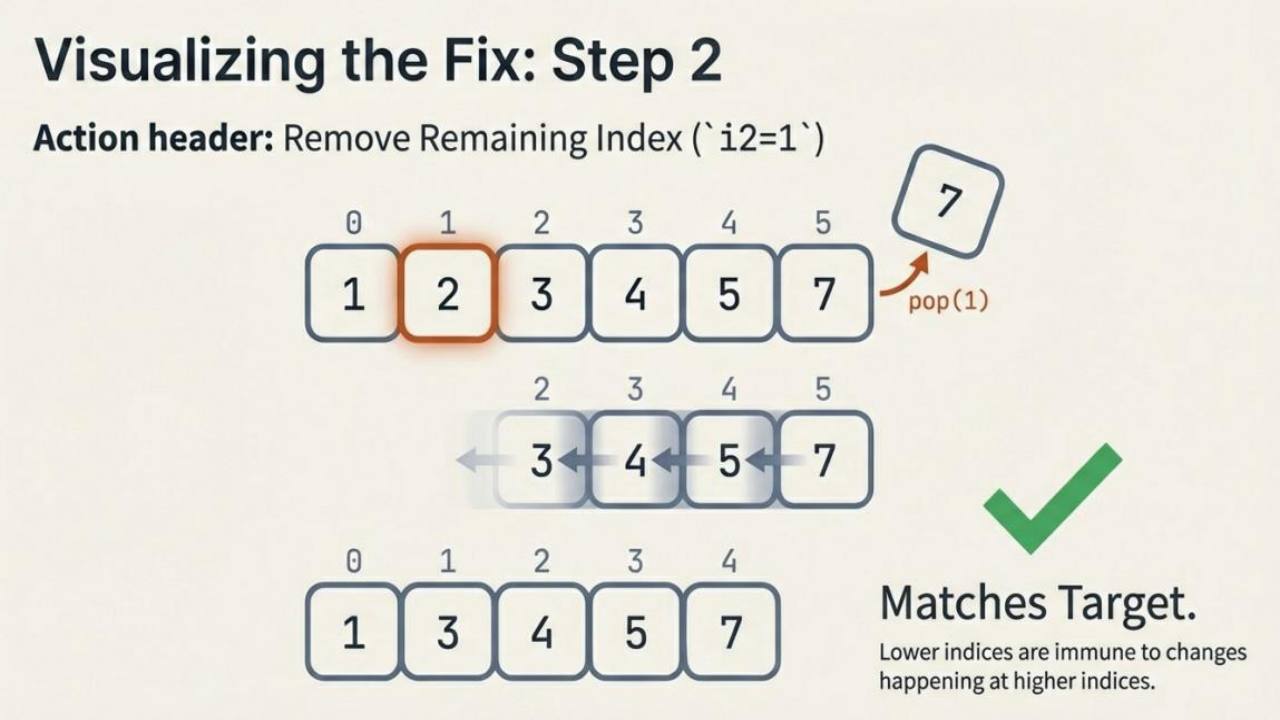 Visualizing the Fix: Step 2
Action header: Remove Remaining Index (`i2=1`)
7
0 1 2 3 4 5
1 2 3 4 5 7
pop(1)
2 3 4 5
3 4 5 7
0 1 2 3 4
1 3 4 5 7
Matches Target.
Lower indices are immune to changes
happening at higher indices.